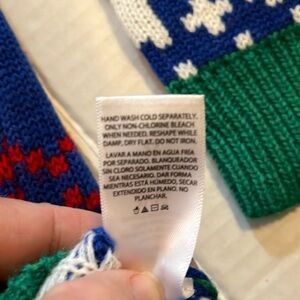 HAND WASH COLD SEPARATELY,
ONLY NON-CHLORINE BLEACH
WHEN NEEDED. RESHAPE WHILE
DAMP, DRY FLAT. DO NOT IRON.
LAVAR A MANO EN AGUA FRÍA
POR SEPARADO. BLANQUEADOR
SIN CLORO SOLAMENTE CUANDO
SEA NECESARIO. DAR FORMA
MIENTRAS ESTÁ HÚMEDO. SECAR
EXTENDIDO EN PLANO. NO
PLANCHAR.